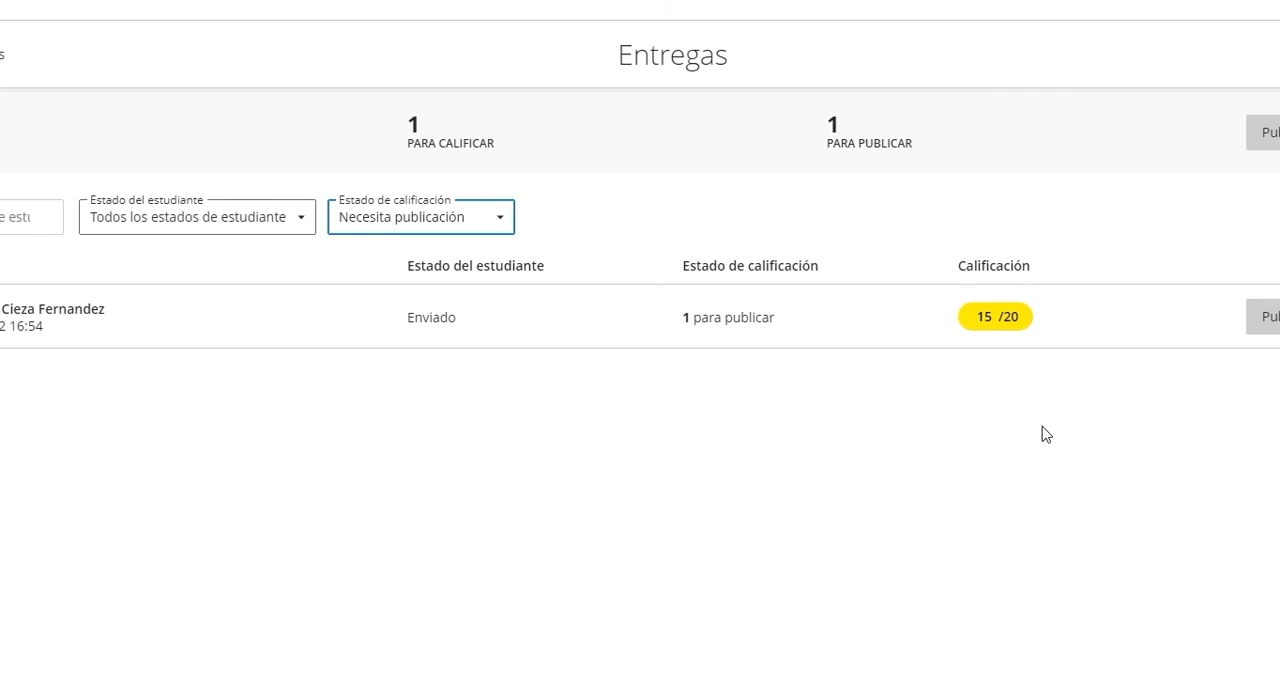 Entregas
1
PARA CALIFICAR
1
PARA PUBLICAR
Estado del estudiante
Todos los estados de estudiante
Estado de calificación
Necesita publicación
Estado del estudiante
Estado de calificación
Calificación
Cieza Fernandez
2 16:54
Enviado
1 para publicar
15 /20